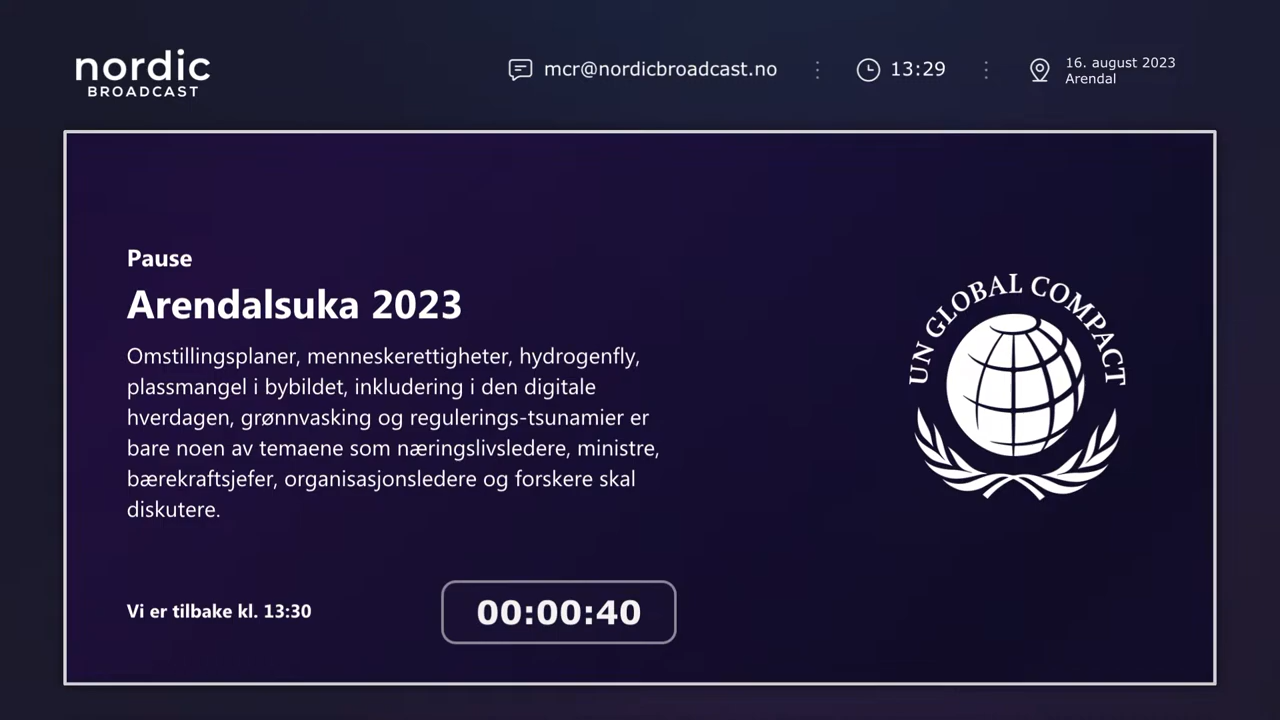 nordic
BROADCAST
mcr@nordicbroadcast.no
13:29
16. august 2023
Arendal
Pause
Arendalsuka 2023
Omstillingsplaner, menneskerettigheter, hydrogenfly,
plassmangel i bybildet, inkludering i den digitale
hverdagen, grønnvasking og regulerings-tsunamier er
bare noen av temaene som næringslivsledere, ministre,
bærekraftsjefer, organisasjonsledere og forskere skal
diskutere.
UN GLOBAL COMPACT
Vi er tilbake kl. 13:30
00:00:40